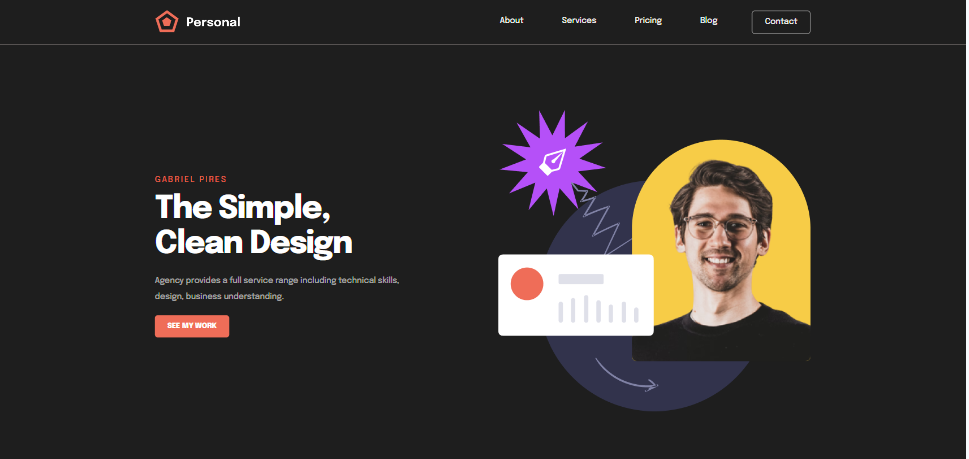 Personal
About
Services
Pricing
Blog
Contact
GABRIEL PIRES
The Simple,
Clean Design
Agency provides a full service range including technical skills,
design, business understanding.
SEE MY WORK